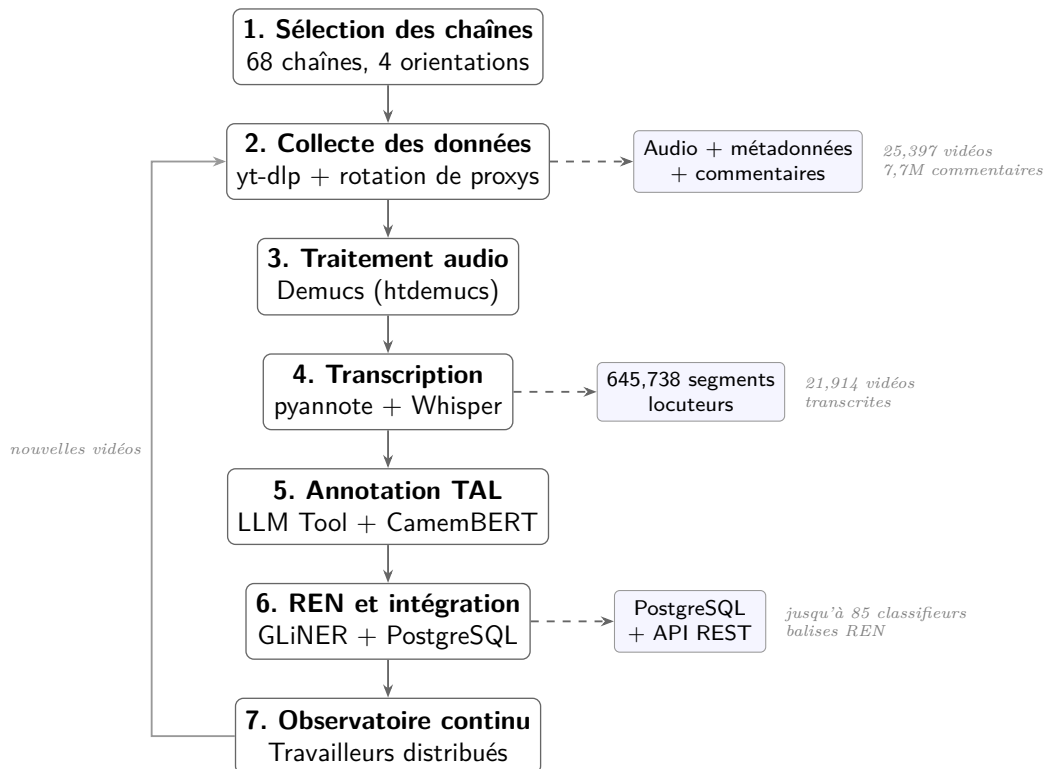 1. Sélection des chaînes
68 chaînes, 4 orientations
2. Collecte des données
yt-dlp + rotation de proxys
Audio + métadonnées
+ commentaires
25,397 vidéos
7,7M commentaires
3. Traitement audio
Demucs (htdemucs)
4. Transcription
pyannote + Whisper
645,738 segments
locuteurs
21,914 vidéos
transcrites
nouvelles vidéos
5. Annotation TAL
LLM Tool + CamemBERT
6. REN et intégration
GLiNER + PostgreSQL
PostgreSQL
+ API REST
jusqu'à 85 classifieurs
balises REN
7. Observatoire continu
Travailleurs distribués